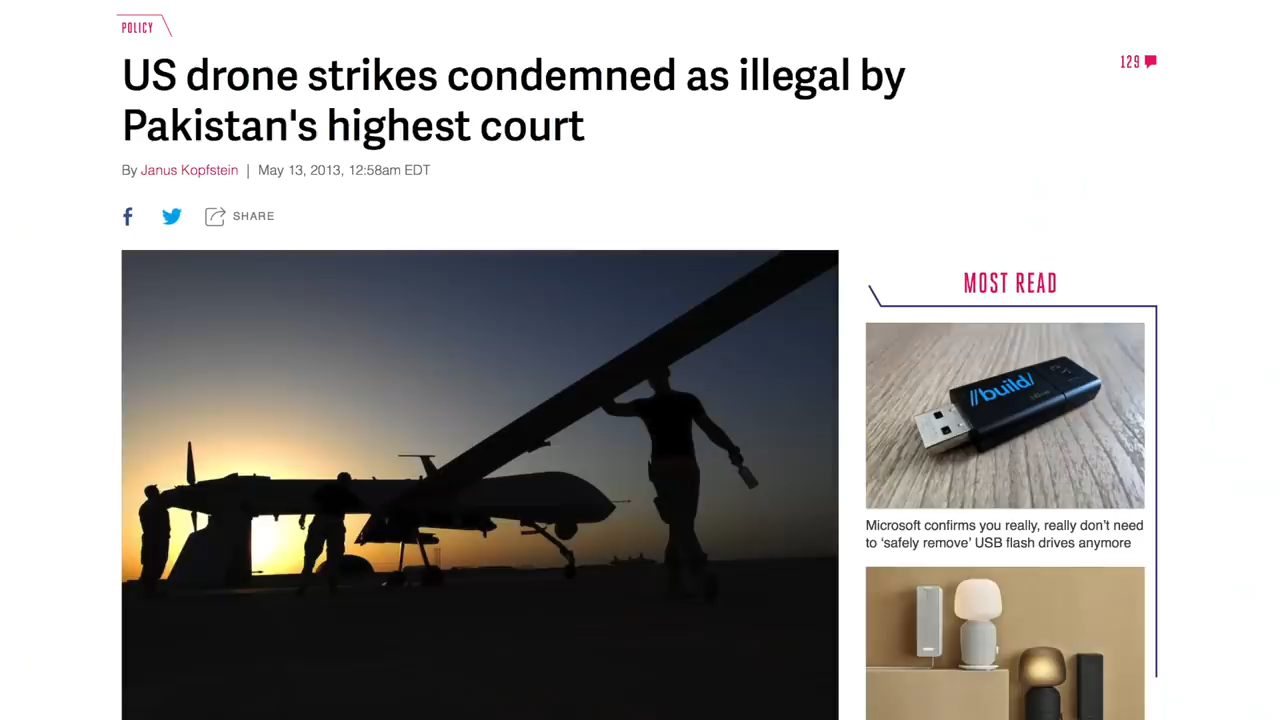 POLICY
US drone strikes condemned as illegal by
Pakistan's highest court
129
By Janus Kopfstein | May 13, 2013, 12:58am EDT
SHARE
MOST READ
//build/
Microsoft confirms you really, really don't need
to 'safely remove' USB flash drives anymore